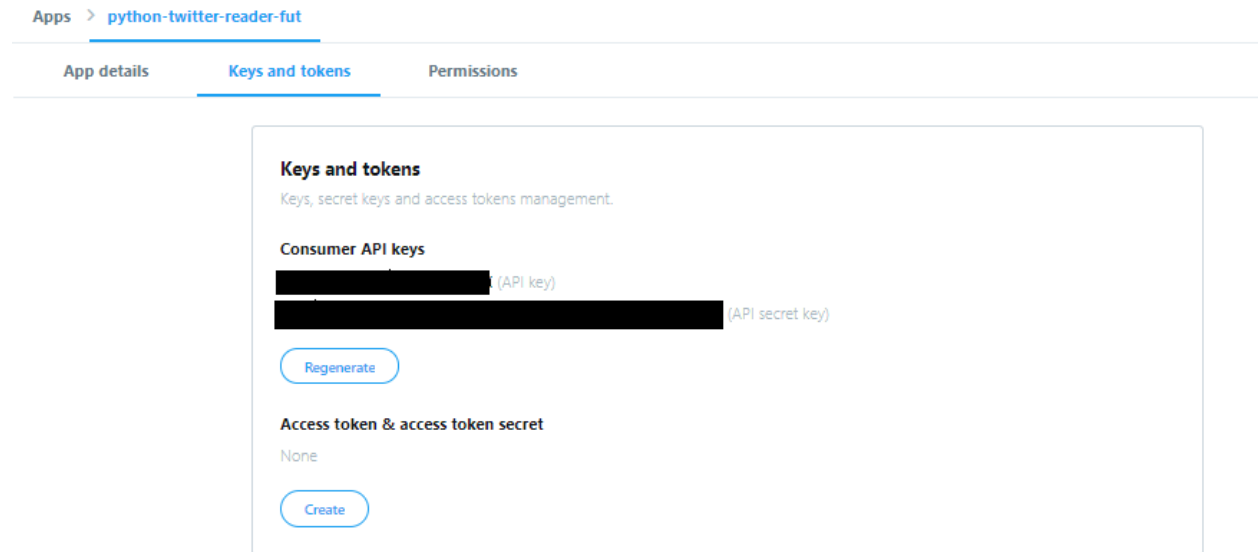 Apps > python-twitter-reader-fut
App details Keys and tokens Permissions
Keys and tokens
Keys, secret keys and access tokens management.
Consumer API keys
(API key)
(API secret key)
Regenerate
Access token & access token secret
None
Create